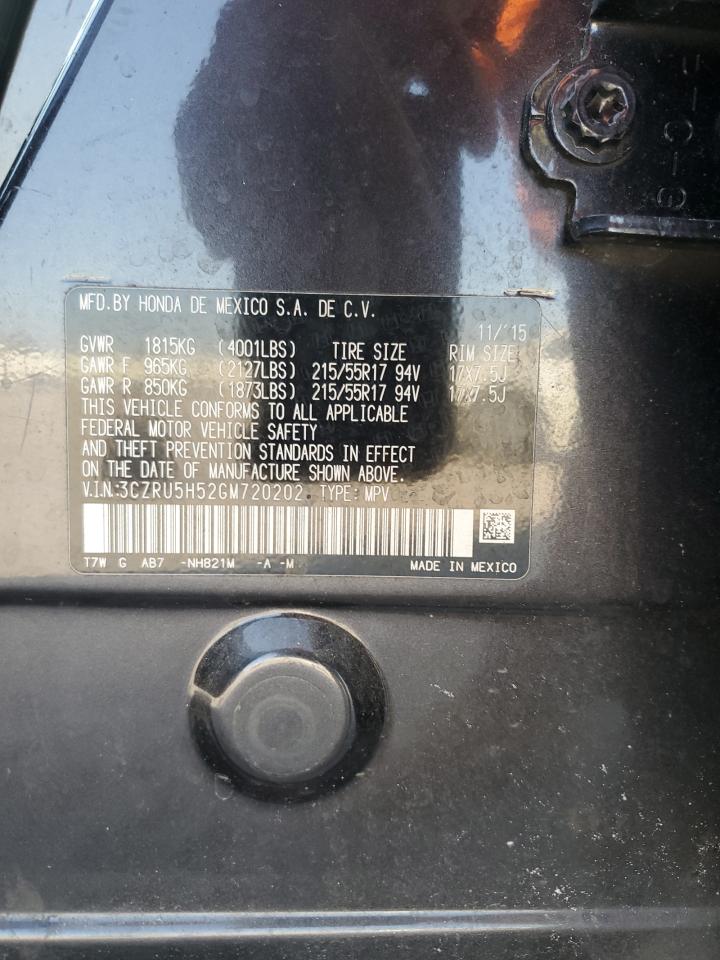 MFD.BY HONDA DE MEXICO S.A. DE C.V.
11/'15
GVWR 1815KG (4001LBS) TIRE SIZE RIM SIZE
GAWR F 965KG (2127LBS) 215/55R17 94V 17X7.5J
GAWR R 850KG (1873LBS) 215/55R17 94V 17X7.5J
THIS VEHICLE CONFORMS TO ALL APPLICABLE
FEDERAL MOTOR VEHICLE SAFETY
AND THEFT PREVENTION STANDARDS IN EFFECT
ON THE DATE OF MANUFACTURE SHOWN ABOVE.
V.I.N:3CZRU5H52GM720202 TYPE: MPV
T7W G AB7 -NH821M -A -M MADE IN MEXICO